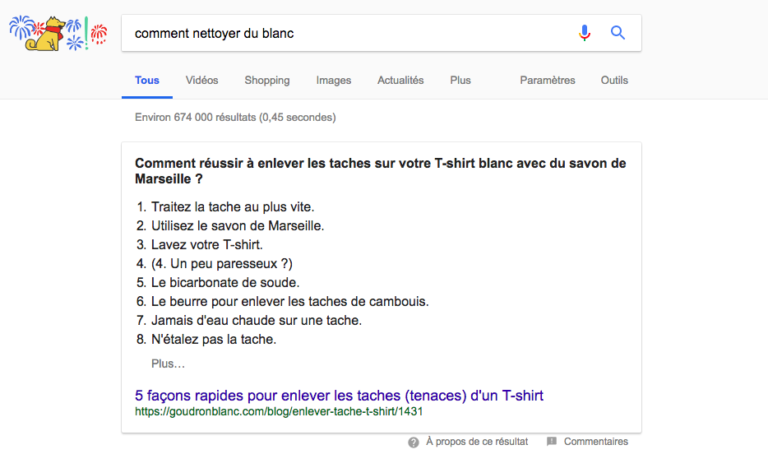 comment nettoyer du blanc
Tous Vidéos Shopping Images Actualités Plus Paramètres Outils
Environ 674 000 résultats (0,45 secondes)
Comment réussir à enlever les taches sur votre T-shirt blanc avec du savon de
Marseille ?
1. Traitez la tache au plus vite.
2. Utilisez le savon de Marseille.
3. Lavez votre T-shirt.
4. (4. Un peu paresseux ?)
5. Le bicarbonate de soude.
6. Le beurre pour enlever les taches de cambouis.
7. Jamais d'eau chaude sur une tache.
8. N'étalez pas la tache.
Plus…
5 façons rapides pour enlever les taches (tenaces) d'un T-shirt
https://goudronblanc.com/blog/enlever-tache-t-shirt/1431
À propos de ce résultat Commentaires